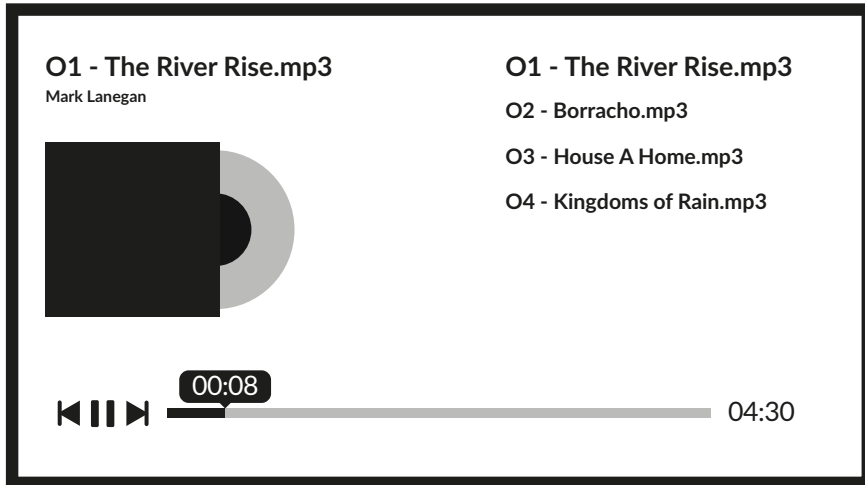 O1 - The River Rise.mp3
Mark Lanegan
O1 - The River Rise.mp3
O2 - Borracho.mp3
O3 - House A Home.mp3
O4 - Kingdoms of Rain.mp3
00:08
04:30